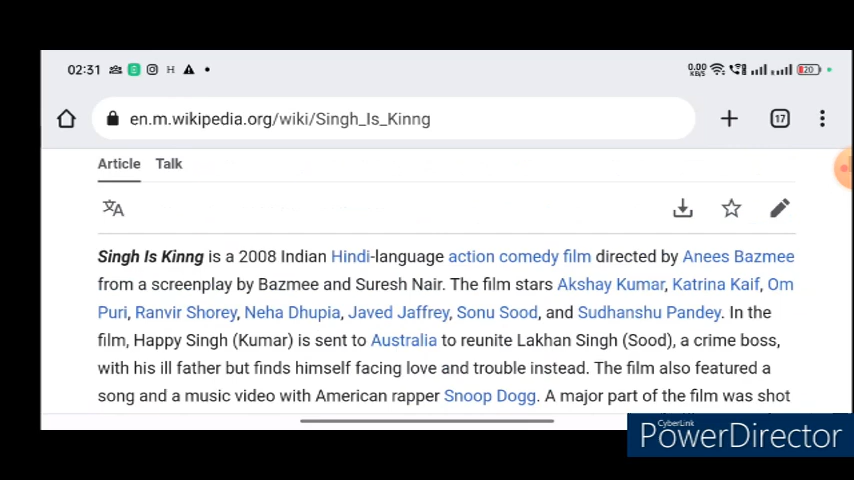 02:31 H 0.00 KB/S 20
en.m.wikipedia.org/wiki/Singh_Is_Kinng 17
Article Talk
Singh Is Kinng is a 2008 Indian Hindi-language action comedy film directed by Anees Bazmee
from a screenplay by Bazmee and Suresh Nair. The film stars Akshay Kumar, Katrina Kaif, Om
Puri, Ranvir Shorey, Neha Dhupia, Javed Jaffrey, Sonu Sood, and Sudhanshu Pandey. In the
film, Happy Singh (Kumar) is sent to Australia to reunite Lakhan Singh (Sood), a crime boss,
with his ill father but finds himself facing love and trouble instead. The film also featured a
song and a music video with American rapper Snoop Dogg. A major part of the film was shot
CyberLink
PowerDirector